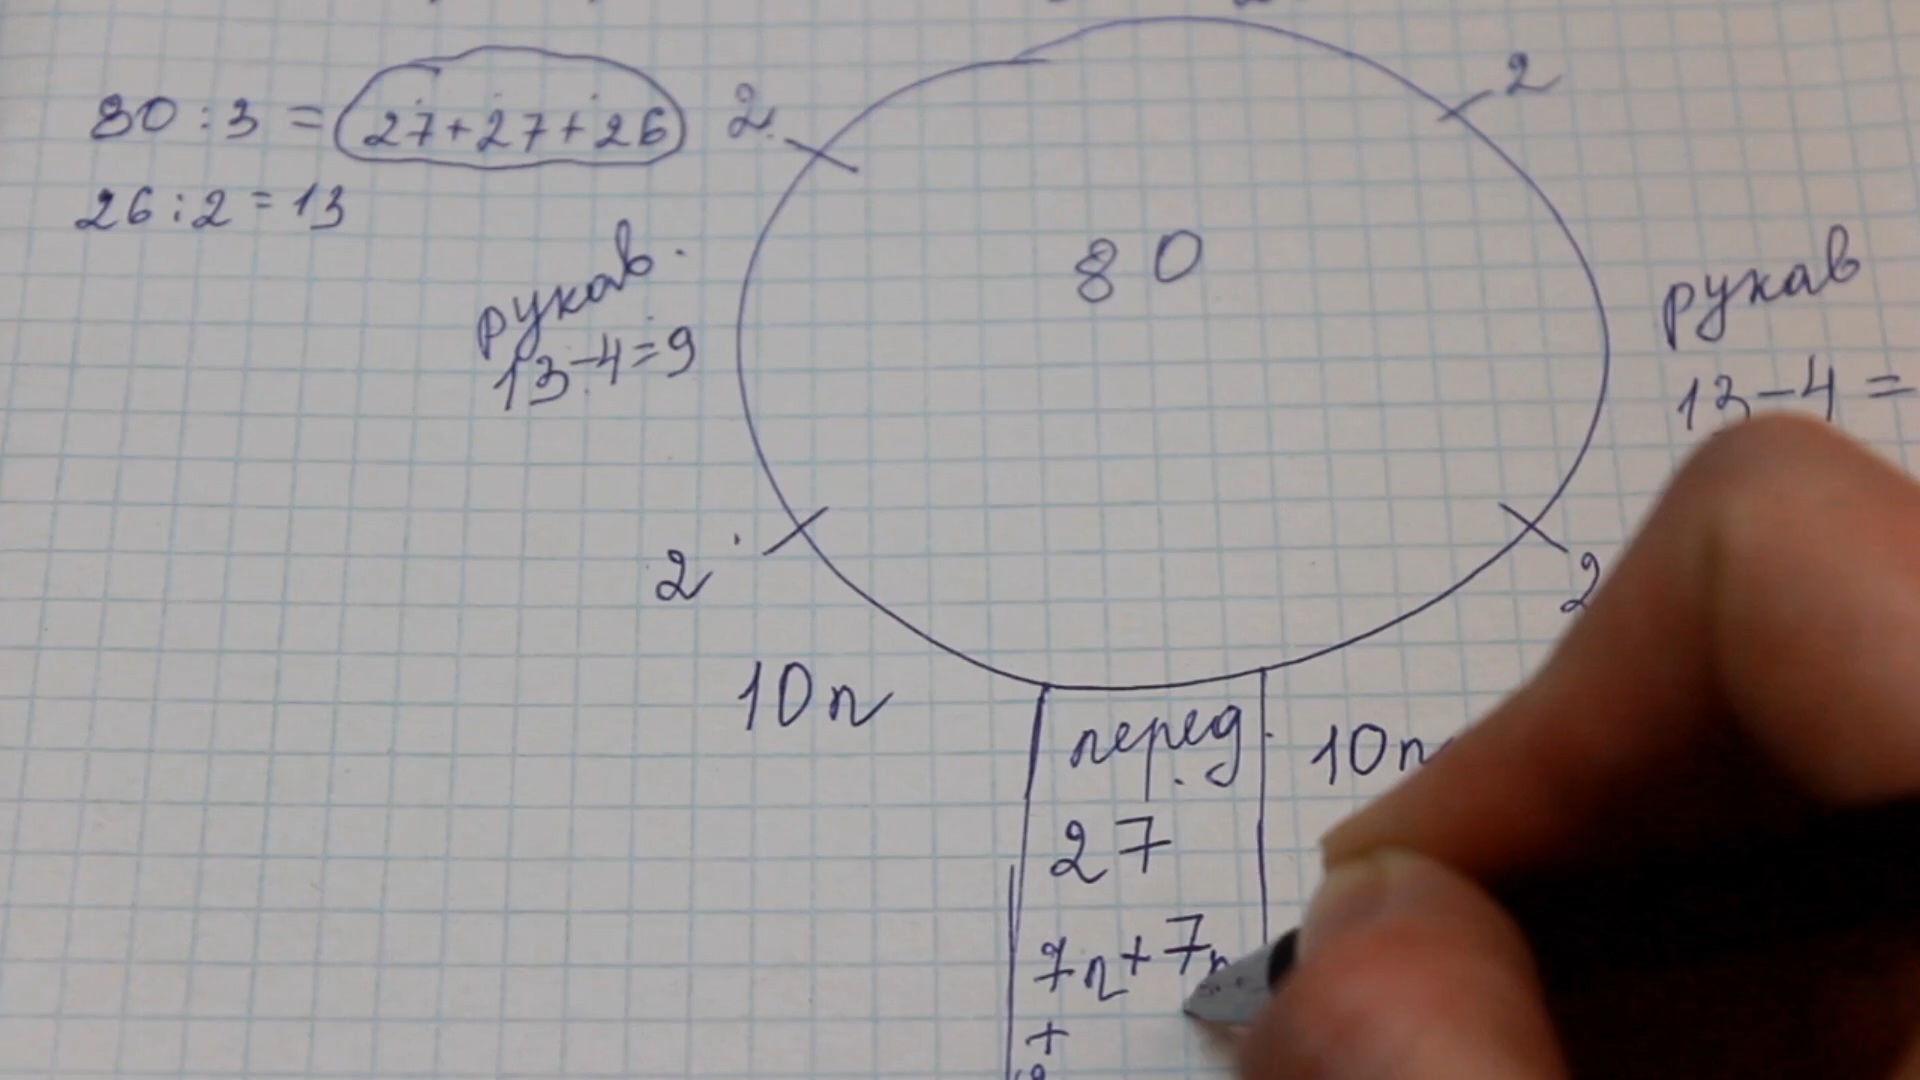 80 : 3 = 27+27+26
26 : 2 = 13
2
2
80
рукав.
13-4=9
рукав
13-4=
2
2
10п
10п
перед.
27
7п+7п
+